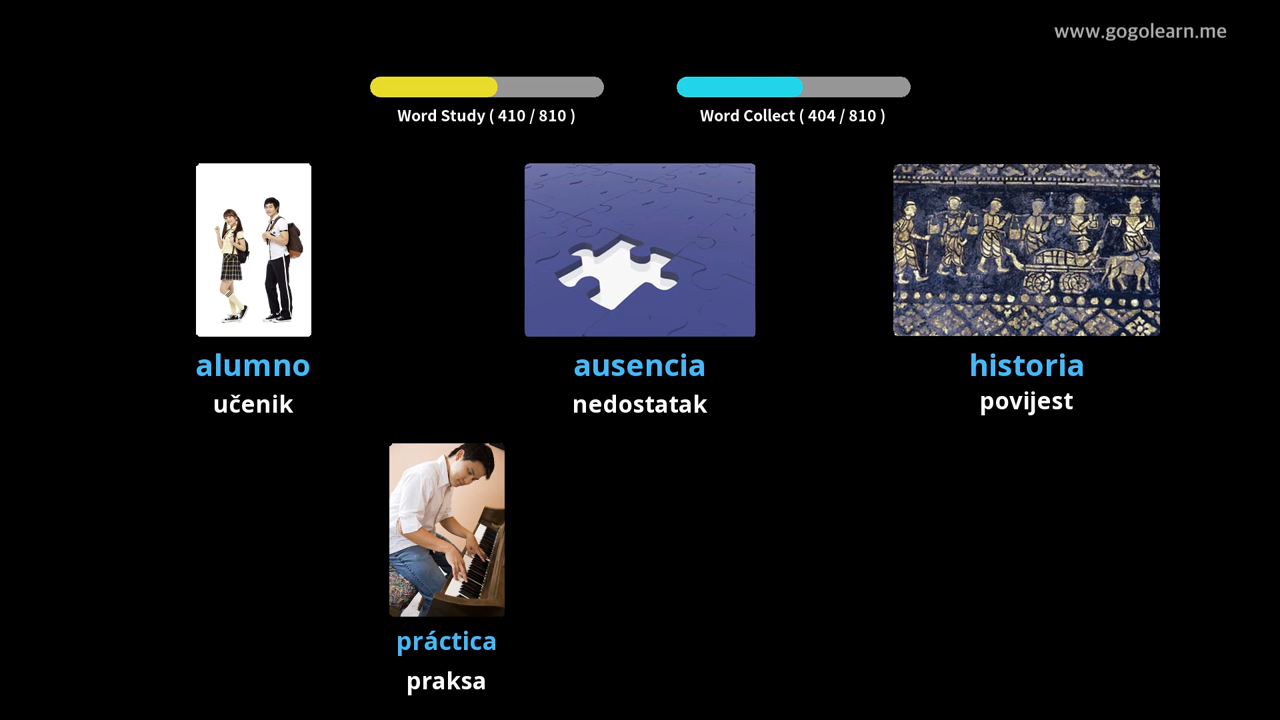 www.gogolearn.me
Word Study ( 410 / 810 )
Word Collect ( 404 / 810 )
alumno
učenik
ausencia
nedostatak
historia
povijest
práctica
praksa